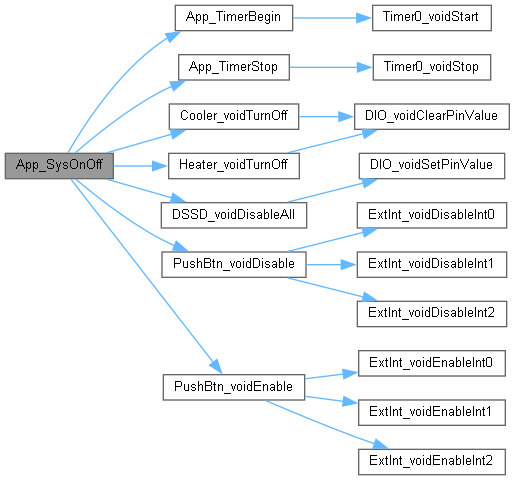 App_SysOnOff
App_TimerBegin
Timer0_voidStart
App_TimerStop
Timer0_voidStop
Cooler_voidTurnOff
DIO_voidClearPinValue
Heater_voidTurnOff
DSSD_voidDisableAll
DIO_voidSetPinValue
PushBtn_voidDisable
ExtInt_voidDisableInt0
ExtInt_voidDisableInt1
ExtInt_voidDisableInt2
PushBtn_voidEnable
ExtInt_voidEnableInt0
ExtInt_voidEnableInt1
ExtInt_voidEnableInt2